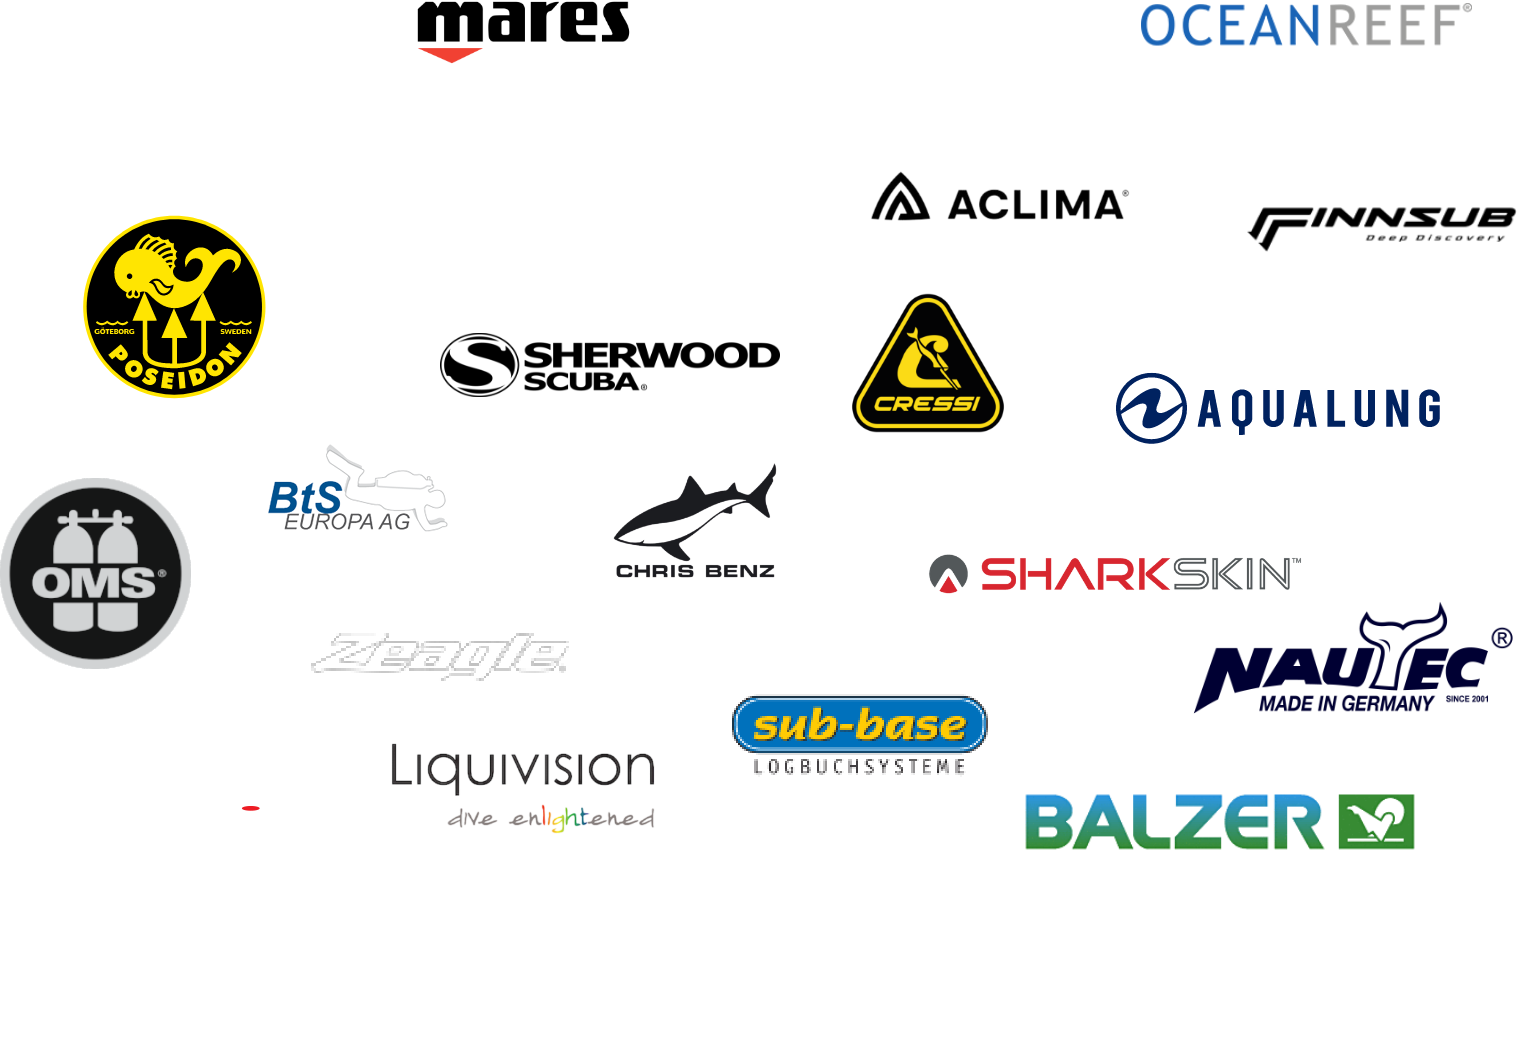 mares
OCEANREEF®
ACLIMA®
FINNSUB
Deep Discovery
GÖTEBORG SWEDEN
POSEIDON
SHERWOOD
SCUBA®
CRESSI
AQUALUNG
BtS
EUROPA AG
OMS®
CHRIS BENZ
SHARKSKIN™
Zeagle®
NAUTEC®
MADE IN GERMANY SINCE 2001
sub-base
LOGBUCHSYSTEME
LIQUIVISION
dive enlightened
BALZER